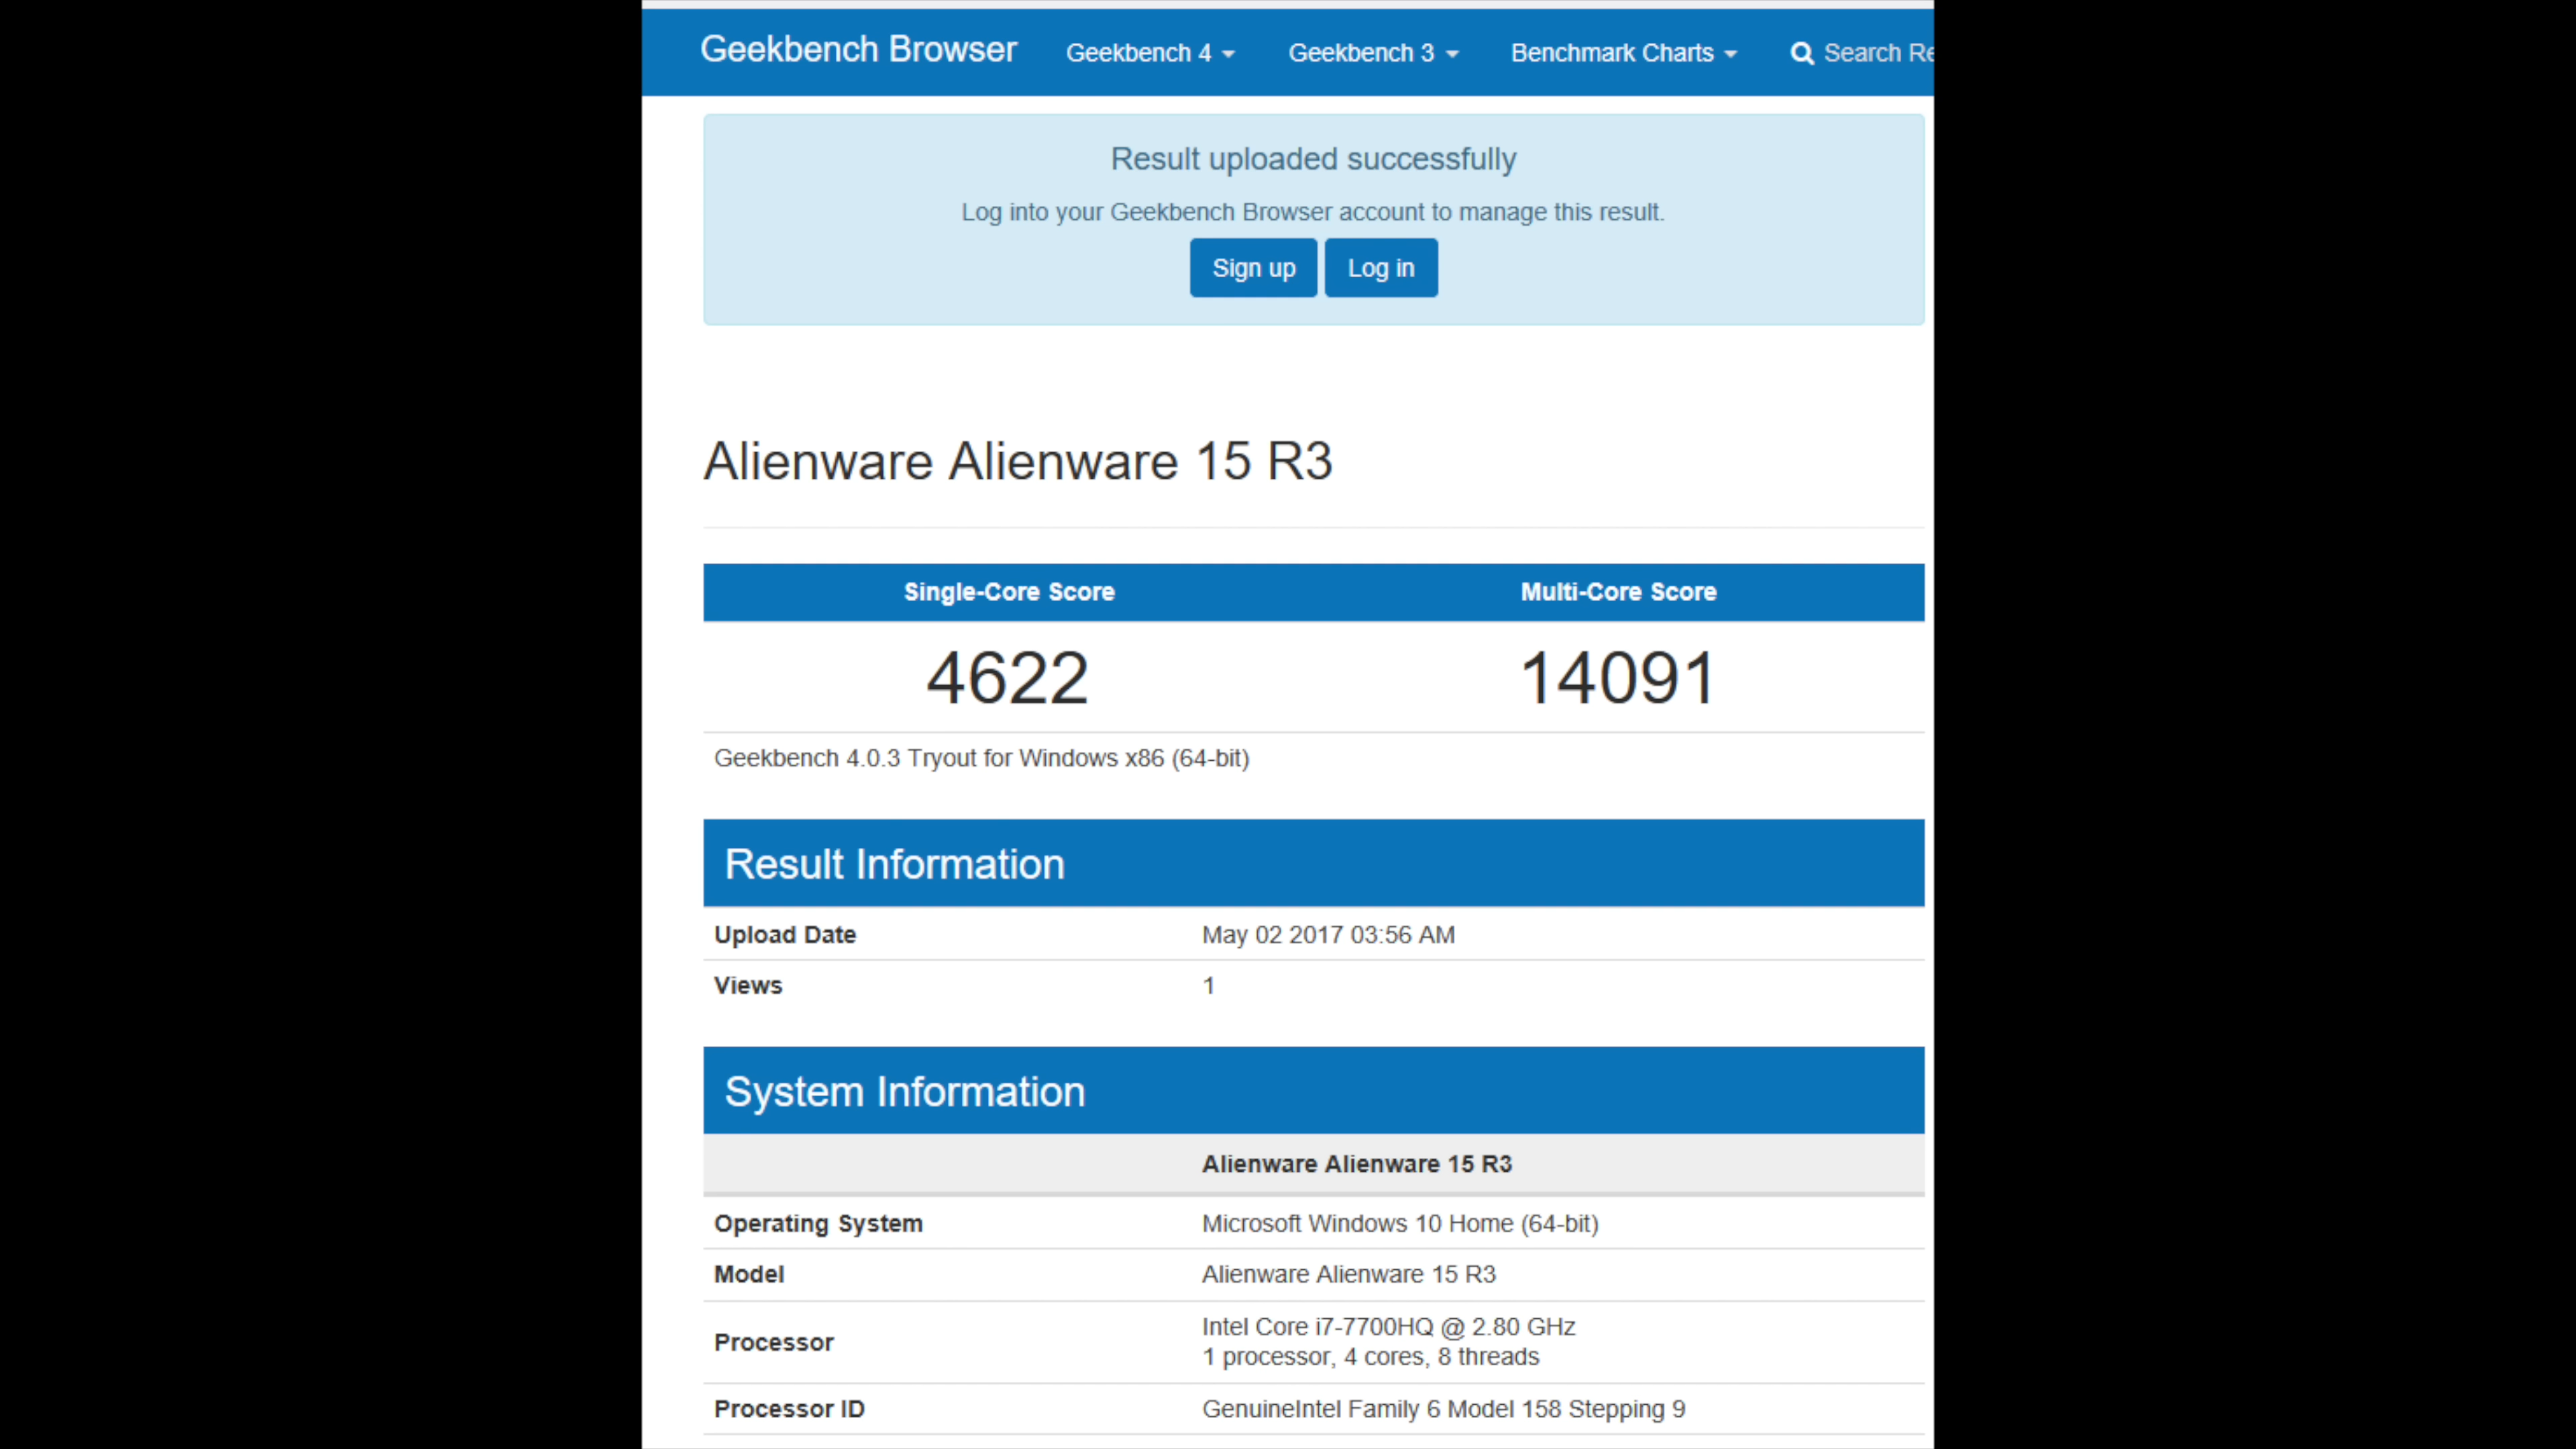 Geekbench Browser Geekbench 4 Geekbench 3 Benchmark Charts Search
Result uploaded successfully
Log into your Geekbench Browser account to manage this result.
Sign up Log in
Alienware Alienware 15 R3
Single-Core Score Multi-Core Score
4622 14091
Geekbench 4.0.3 Tryout for Windows x86 (64-bit)
Result Information
Upload Date May 02 2017 03:56 AM
Views 1
System Information
Alienware Alienware 15 R3
Operating System Microsoft Windows 10 Home (64-bit)
Model Alienware Alienware 15 R3
Processor Intel Core i7-7700HQ @ 2.80 GHz
1 processor, 4 cores, 8 threads
Processor ID GenuineIntel Family 6 Model 158 Stepping 9